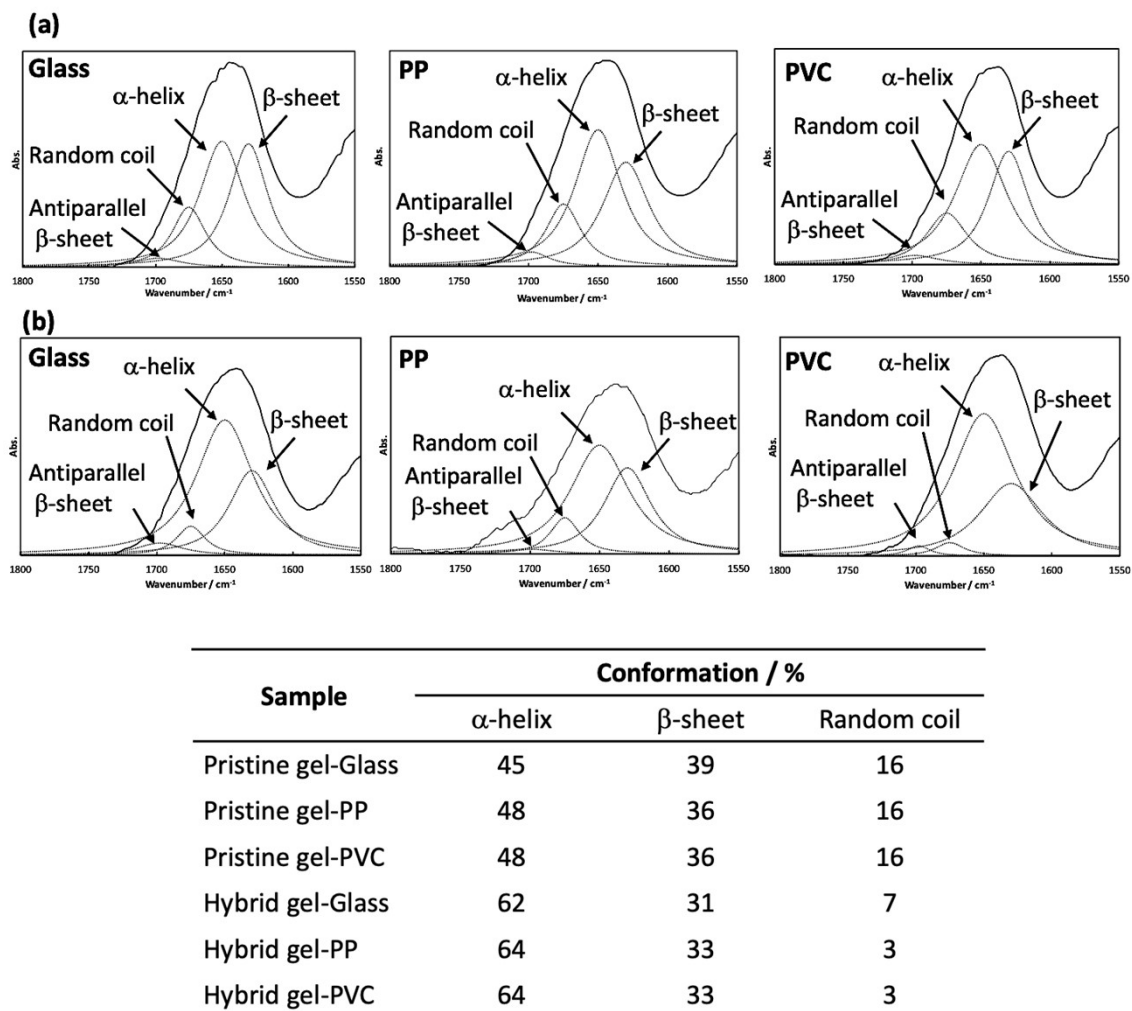 (a)
Glass
α-helix
β-sheet
Random coil
Antiparallel
β-sheet
Abs.
1800 1750 1700 1650 1600 1550
Wavenumber / cm⁻¹
PP
α-helix
β-sheet
Random coil
Antiparallel
β-sheet
Abs.
1800 1750 1700 1650 1600 1550
Wavenumber / cm⁻¹
PVC
α-helix
β-sheet
Random coil
Antiparallel
β-sheet
Abs.
1800 1750 1700 1650 1600 1550
Wavenumber / cm⁻¹
(b)
Glass
α-helix
β-sheet
Random coil
Antiparallel
β-sheet
Abs.
1800 1750 1700 1650 1600 1550
Wavenumber / cm⁻¹
PP
α-helix
β-sheet
Random coil
Antiparallel
β-sheet
Abs.
1800 1750 1700 1650 1600 1550
Wavenumber / cm⁻¹
PVC
α-helix
β-sheet
Random coil
Antiparallel
β-sheet
Abs.
1800 1750 1700 1650 1600 1550
Wavenumber / cm⁻¹
Sample Conformation / %
α-helix β-sheet Random coil
Pristine gel-Glass 45 39 16
Pristine gel-PP 48 36 16
Pristine gel-PVC 48 36 16
Hybrid gel-Glass 62 31 7
Hybrid gel-PP 64 33 3
Hybrid gel-PVC 64 33 3